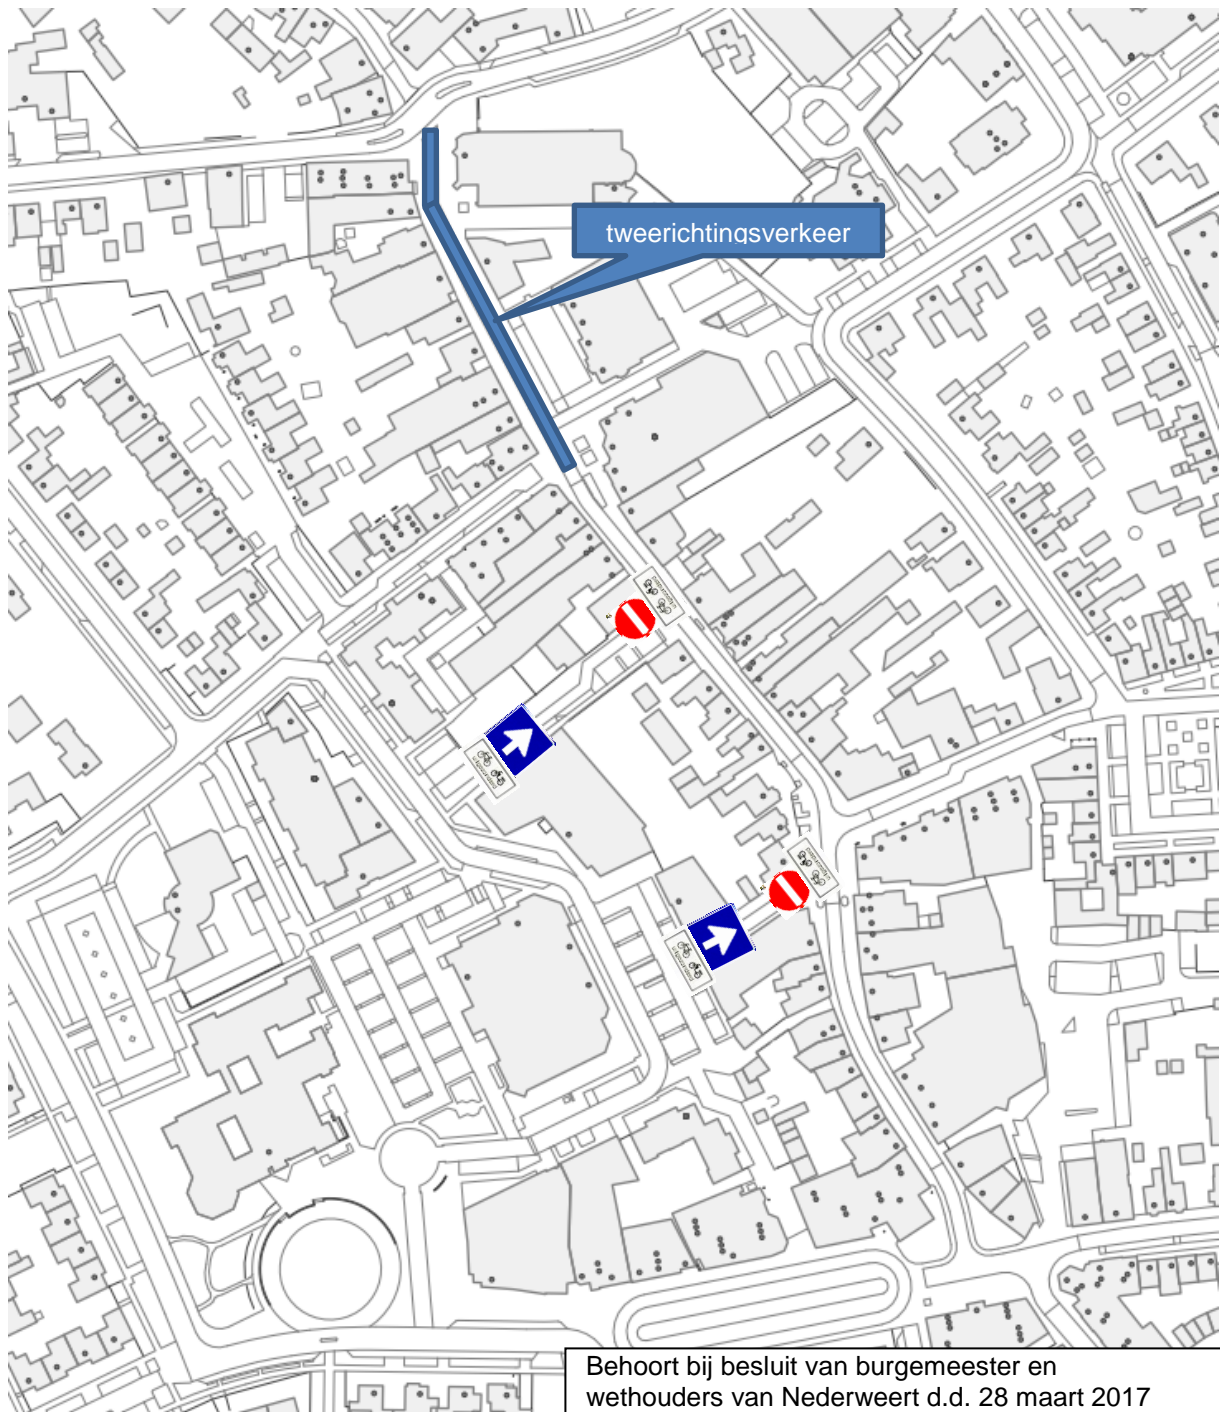 tweerichtingsverkeer
Behoort bij besluit van burgemeester en
wethouders van Nederweert d.d. 28 maart 2017